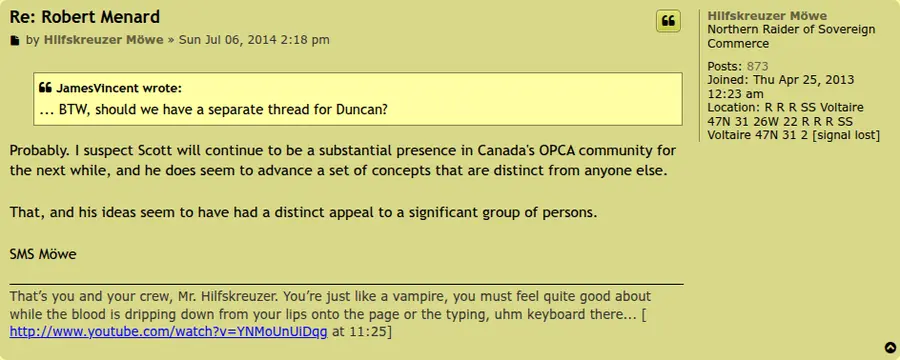 Re: Robert Menard
by Hilfskreuzer Möwe » Sun Jul 06, 2014 2:18 pm
JamesVincent wrote:
... BTW, should we have a separate thread for Duncan?
Probably. I suspect Scott will continue to be a substantial presence in Canada's OPCA community for
the next while, and he does seem to advance a set of concepts that are distinct from anyone else.
That, and his ideas seem to have had a distinct appeal to a significant group of persons.
SMS Möwe
That's you and your crew, Mr. Hilfskreuzer. You're just like a vampire, you must feel quite good about
while the blood is dripping down from your lips onto the page or the typing, uhm keyboard there... [
http://www.youtube.com/watch?v=YNMoUnUiDqg at 11:25]
Hilfskreuzer Möwe
Northern Raider of Sovereign
Commerce
Posts: 873
Joined: Thu Apr 25, 2013
12:23 am
Location: R R R SS Voltaire
47N 31 26W 22 R R R SS
Voltaire 47N 31 2 [signal lost]